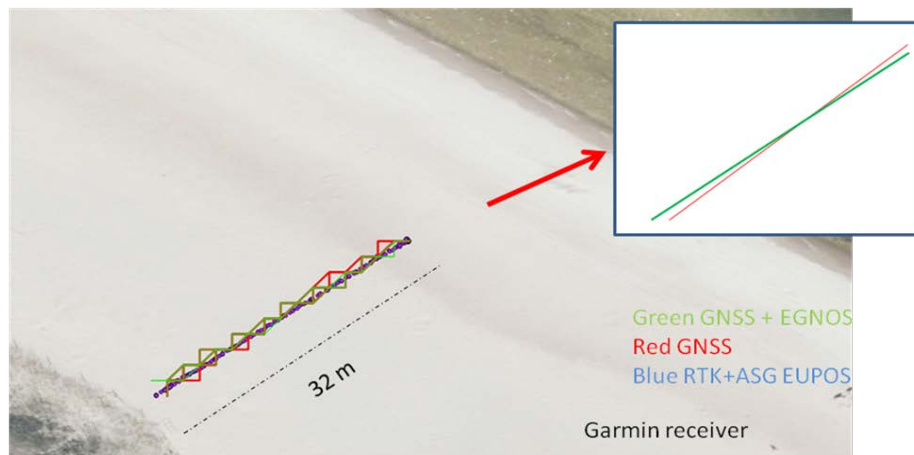 32 m
Green GNSS + EGNOS
Red GNSS
Blue RTK+ASG EUPOS
Garmin receiver